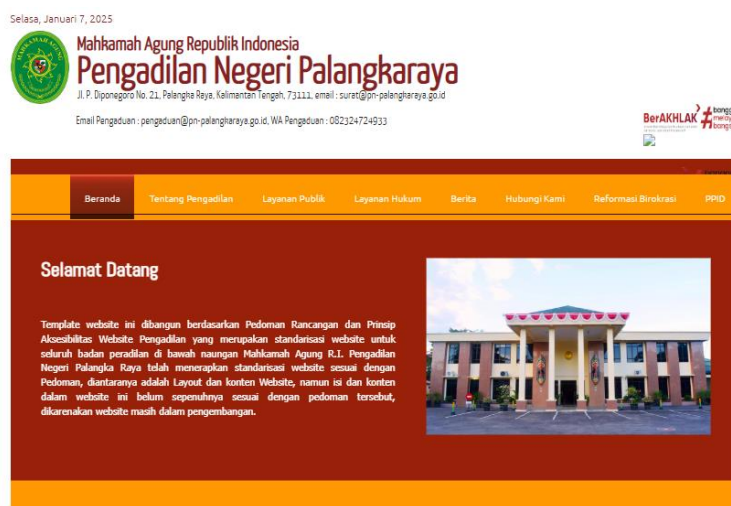 Selasa, Januari 7, 2025
Mahkamah Agung Republik Indonesia
Pengadilan Negeri Palangkaraya
Jl. P. Diponegoro No. 21, Palangka Raya, Kalimantan Tengah, 73111, email : surat@pn-palangkaraya.go.id
Email Pengaduan : pengaduan@pn-palangkaraya.go.id, WA Pengaduan : 082324724933
BerAKHLAK
# bangga
melay
bangs
Beranda Tentang Pengadilan Layanan Publik Layanan Hukum Berita Hubungi Kami Reformasi Birokrasi PPID
Selamat Datang
Template website ini dibangun berdasarkan Pedoman Rancangan dan Prinsip
Aksesibilitas Website Pengadilan yang merupakan standarisasi website untuk
seluruh badan peradilan di bawah naungan Mahkamah Agung R.I. Pengadilan
Negeri Palangka Raya telah menerapkan standarisasi website sesuai dengan
Pedoman, diantaranya adalah Layout dan konten Website, namun isi dan konten
dalam website ini belum sepenuhnya sesuai dengan pedoman tersebut,
dikarenakan website masih dalam pengembangan.